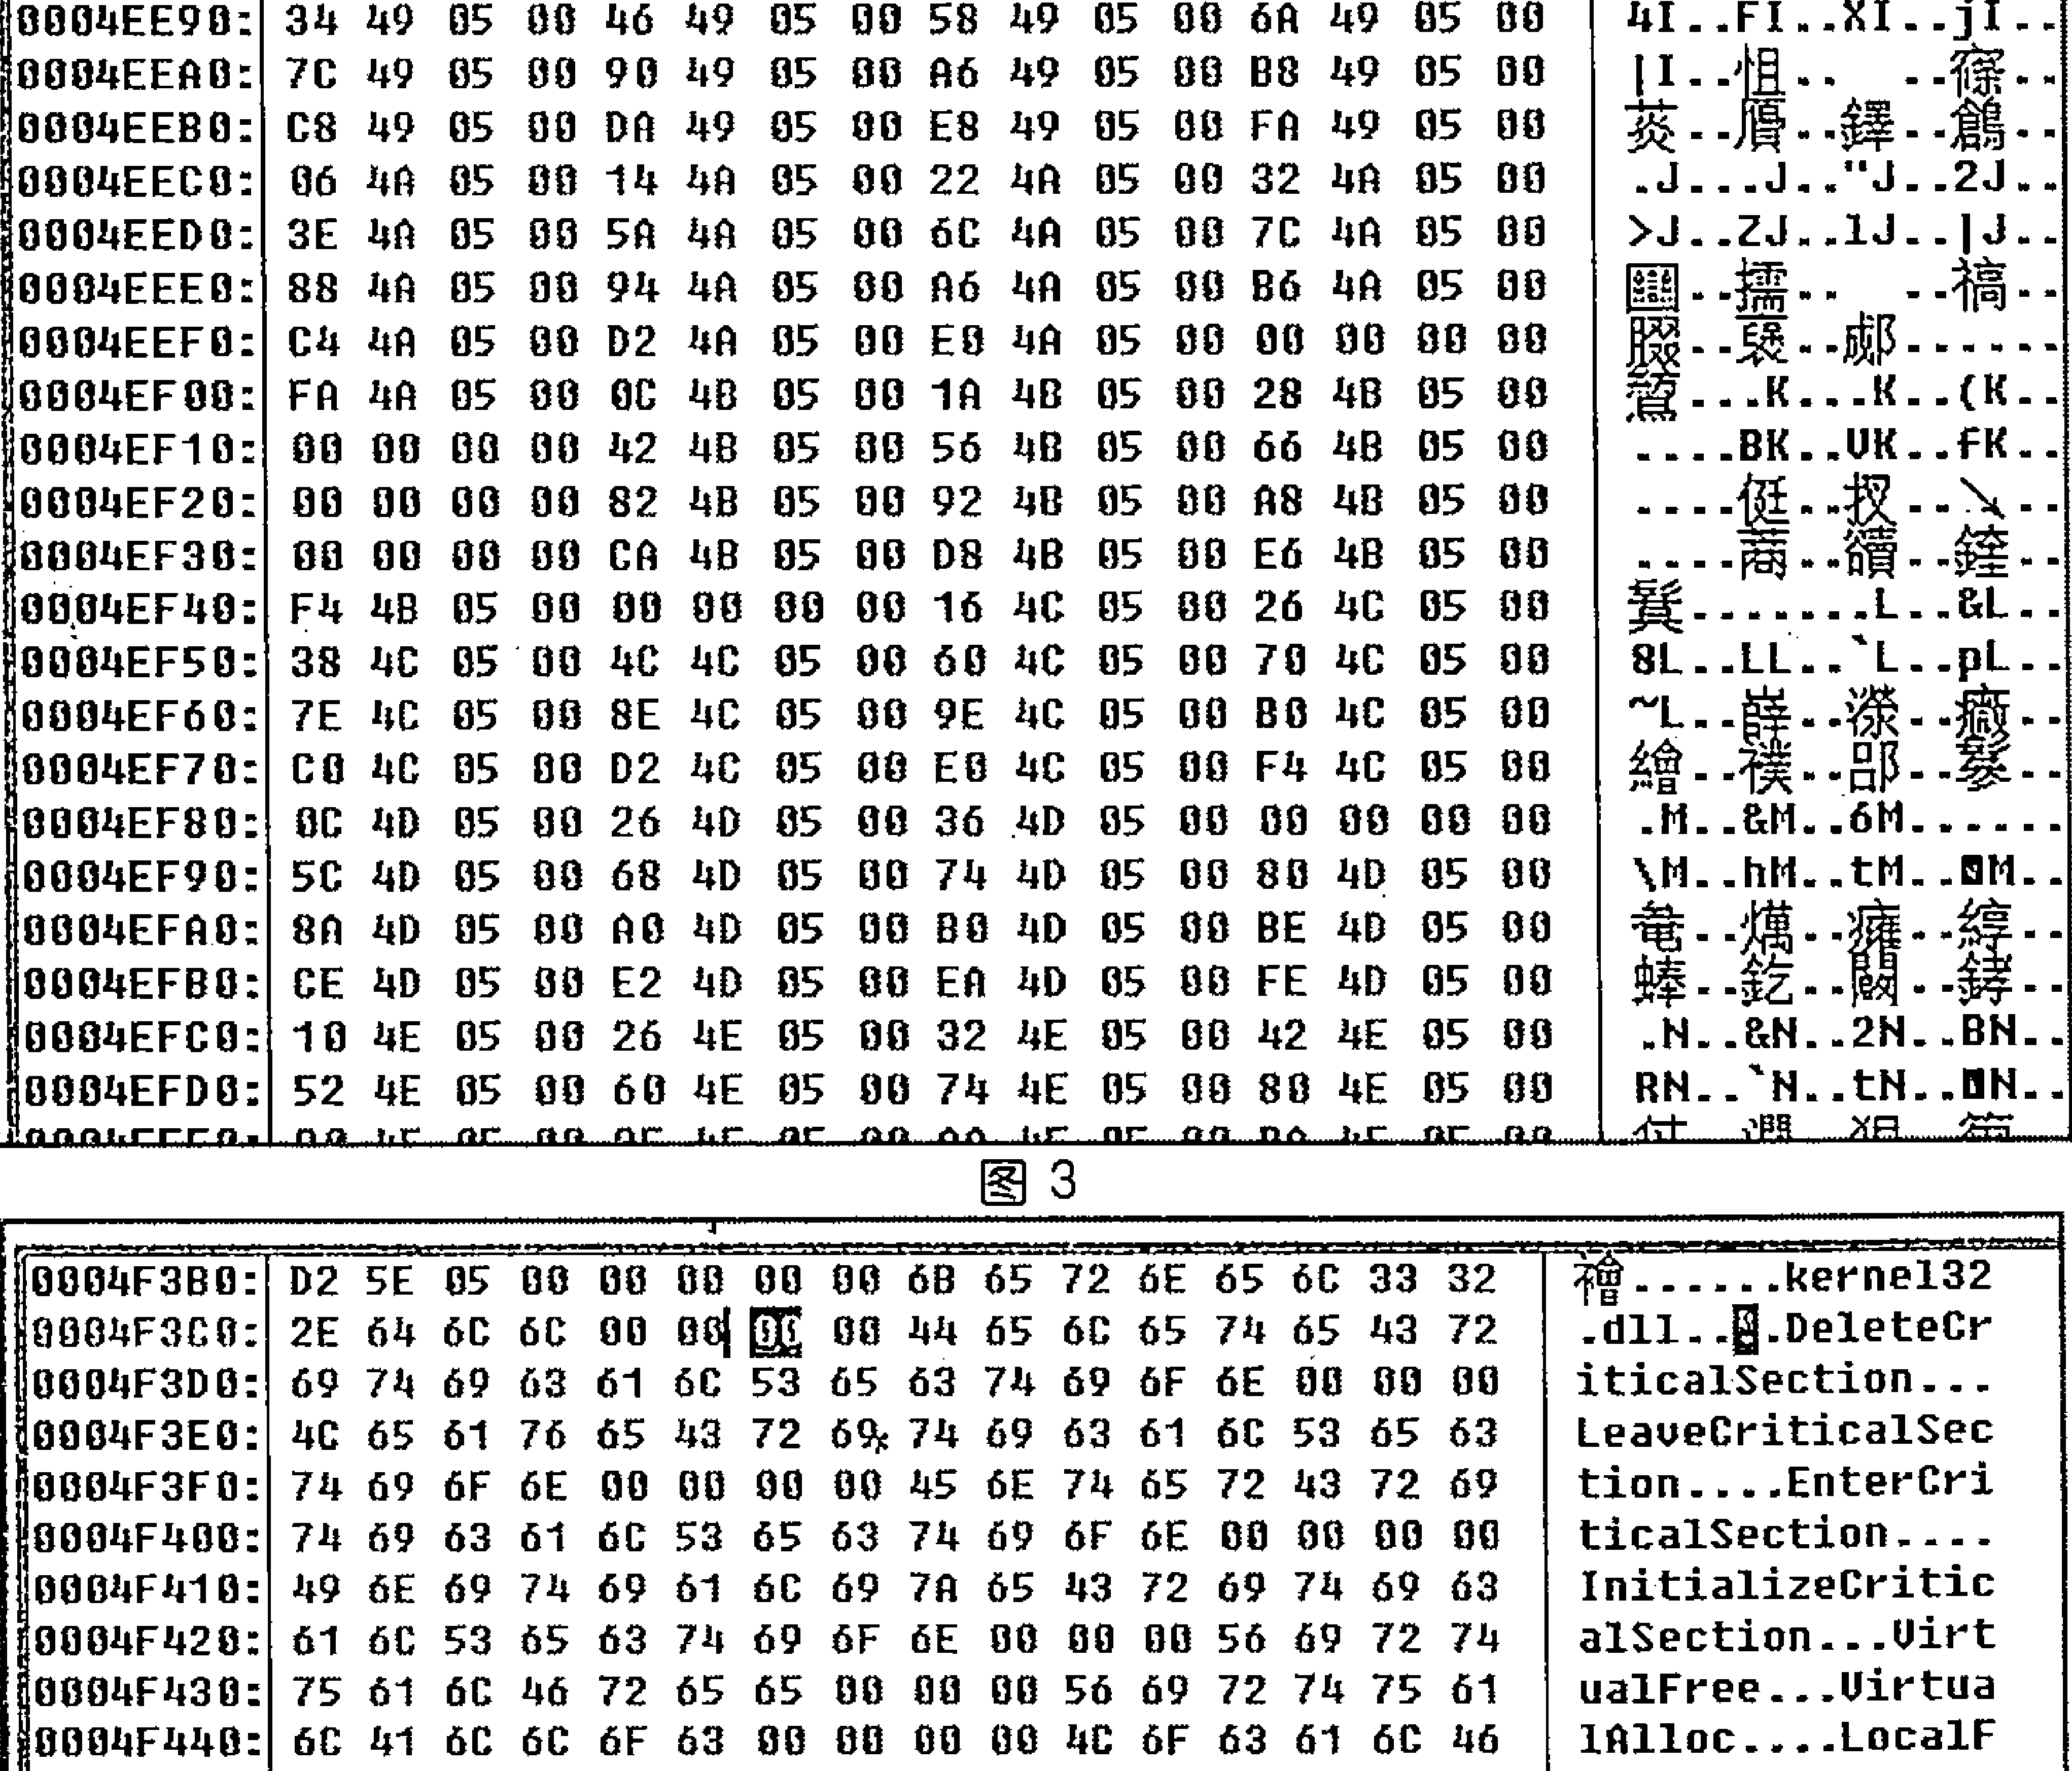 0004EE90: 34 49 05 00 46 49 05 00 58 49 05 00 6A 49 05 00 4I..FI..XI..jI..
0004EEA0: 7C 49 05 00 90 49 05 00 A6 49 05 00 B8 49 05 00 |I..怚.. ..篠..
0004EEB0: C8 49 05 00 DA 49 05 00 E8 49 05 00 FA 49 05 00
0004EEC0: 06 4A 05 00 14 4A 05 00 22 4A 05 00 32 4A 05 00 .J...J.."J..2J..
0004EED0: 3E 4A 05 00 5A 4A 05 00 6C 4A 05 00 7C 4A 05 00 >J..ZJ..lJ..|J..
0004EEE0: 88 4A 05 00 94 4A 05 00 A6 4A 05 00 B6 4A 05 00
0004EEF0: C4 4A 05 00 D2 4A 05 00 E0 4A 05 00 00 00 00 00
0004EF00: FA 4A 05 00 0C 4B 05 00 1A 4B 05 00 28 4B 05 00 ...K...K..(K..
0004EF10: 00 00 00 00 42 4B 05 00 56 4B 05 00 66 4B 05 00 ....BK..VK..fK..
0004EF20: 00 00 00 00 82 4B 05 00 92 4B 05 00 A8 4B 05 00
0004EF30: 00 00 00 00 CA 4B 05 00 D8 4B 05 00 E6 4B 05 00
0004EF40: F4 4B 05 00 00 00 00 00 16 4C 05 00 26 4C 05 00 .......L..&L..
0004EF50: 38 4C 05 00 4C 4C 05 00 60 4C 05 00 70 4C 05 00 8L..LL..`L..pL..
0004EF60: 7E 4C 05 00 8E 4C 05 00 9E 4C 05 00 B0 4C 05 00 ~L..
0004EF70: C0 4C 05 00 D2 4C 05 00 E0 4C 05 00 F4 4C 05 00
0004EF80: 0C 4D 05 00 26 4D 05 00 36 4D 05 00 00 00 00 00 .M..&M..6M......
0004EF90: 5C 4D 05 00 68 4D 05 00 74 4D 05 00 80 4D 05 00 \M..hM..tM.. M..
0004EFA0: 8A 4D 05 00 A0 4D 05 00 B0 4D 05 00 BE 4D 05 00
0004EFB0: CE 4D 05 00 E2 4D 05 00 EA 4D 05 00 FE 4D 05 00
0004EFC0: 10 4E 05 00 26 4E 05 00 32 4E 05 00 42 4E 05 00 .N..&N..2N..BN..
0004EFD0: 52 4E 05 00 60 4E 05 00 74 4E 05 00 80 4E 05 00 RN..`N..tN.. N..
图 3
0004F3B0: D2 5E 05 00 00 00 00 00 6B 65 72 6E 65 6C 33 32 襘......kernel32
0004F3C0: 2E 64 6C 6C 00 00 00 00 44 65 6C 65 74 65 43 72 .dll....DeleteCr
0004F3D0: 69 74 69 63 61 6C 53 65 63 74 69 6F 6E 00 00 00 iticalSection...
0004F3E0: 4C 65 61 76 65 43 72 69 74 69 63 61 6C 53 65 63 LeaveCriticalSec
0004F3F0: 74 69 6F 6E 00 00 00 00 45 6E 74 65 72 43 72 69 tion....EnterCri
0004F400: 74 69 63 61 6C 53 65 63 74 69 6F 6E 00 00 00 00 ticalSection....
0004F410: 49 6E 69 74 69 61 6C 69 7A 65 43 72 69 74 69 63 InitializeCritic
0004F420: 61 6C 53 65 63 74 69 6F 6E 00 00 00 56 69 72 74 alSection...Virt
0004F430: 75 61 6C 46 72 65 65 00 00 00 56 69 72 74 75 61 ualFree...Virtua
0004F440: 6C 41 6C 6C 6F 63 00 00 00 00 4C 6F 63 61 6C 46 lAlloc....LocalF